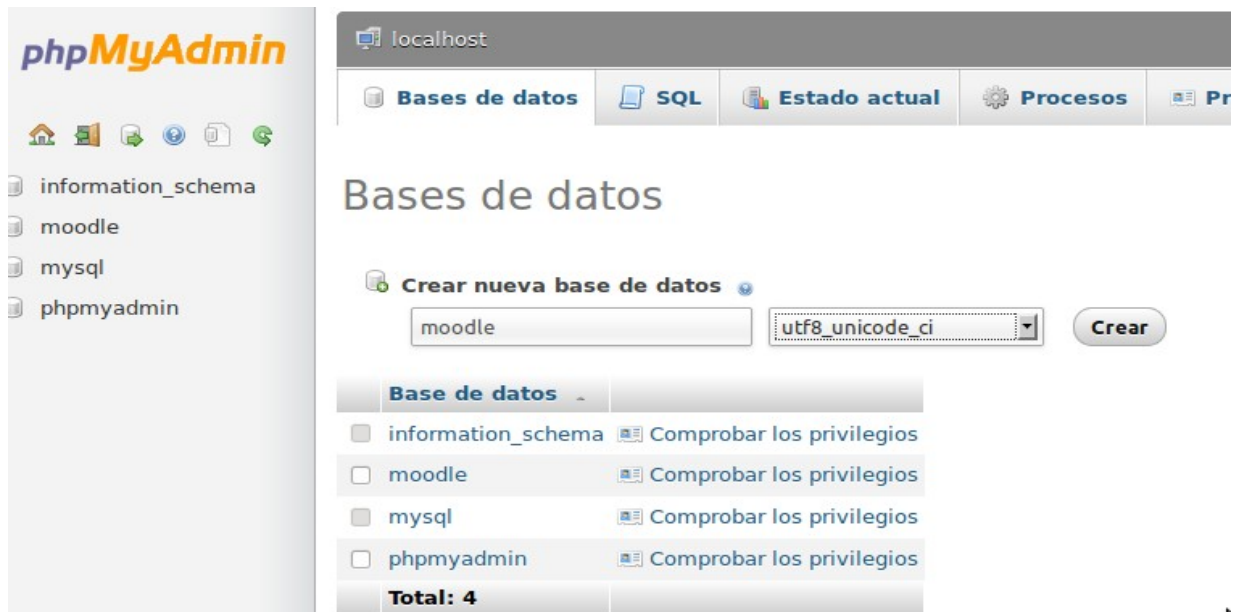 phpMyAdmin
information_schema
moodle
mysql
phpmyadmin
localhost
Bases de datos SQL Estado actual Procesos
Bases de datos
Crear nueva base de datos
moodle utf8_unicode_ci Crear
Base de datos
information_schema Comprobar los privilegios
moodle Comprobar los privilegios
mysql Comprobar los privilegios
phpmyadmin Comprobar los privilegios
Total: 4